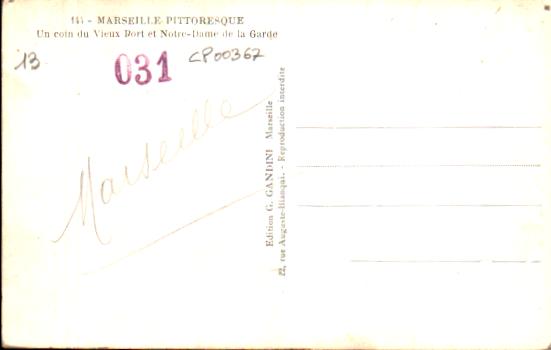 MARSEILLE PITTORESQUE
Un coin du Vieux Port et Notre-Dame de la Garde
13
031
CP00367
Marseille
Edition G. GANDINI Marseille
22, rue Auguste-Blanqui. - Reproduction interdite